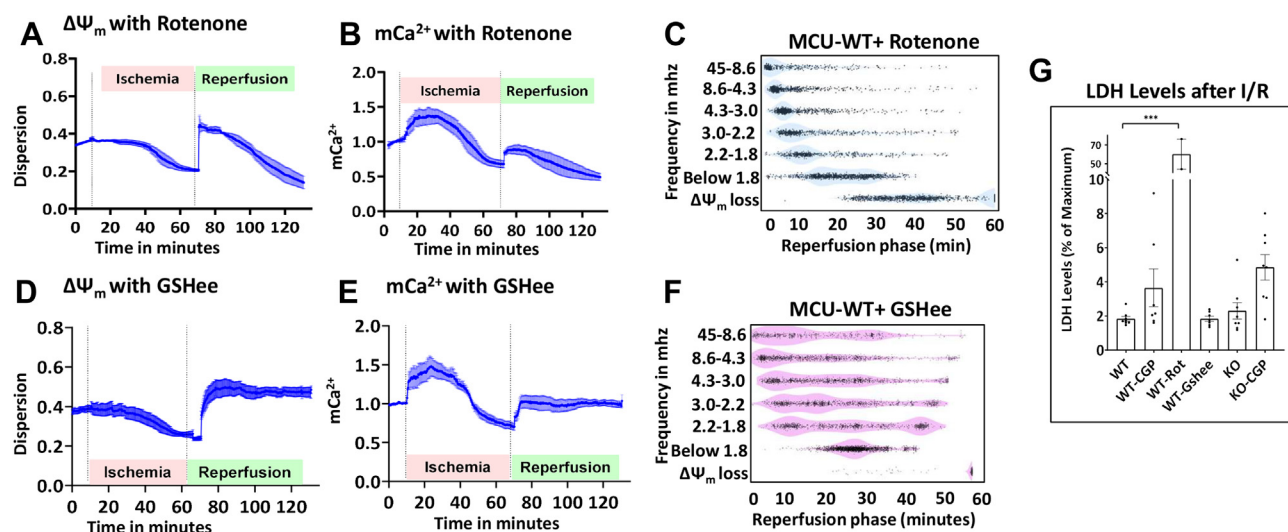 A
ΔΨm with Rotenone
0.8
0.6
0.4
0.2
0.0
Dispersion
Ischemia
Reperfusion
0 20 40 60 80 100 120
Time in minutes
B
mCa²⁺ with Rotenone
2.0
1.5
1.0
0.5
0.0
mCa²⁺
Ischemia
Reperfusion
0 20 40 60 80 100 120
Time in minutes
C
MCU-WT+ Rotenone
Frequency in mhz
45-8.6
8.6-4.3
4.3-3.0
3.0-2.2
2.2-1.8
Below 1.8
ΔΨm loss
0 10 20 30 40 50 60
Reperfusion phase (min)
D
ΔΨm with GSHee
0.8
0.6
0.4
0.2
0.0
Dispersion
Ischemia
Reperfusion
0 20 40 60 80 100 120
Time in minutes
E
mCa²⁺ with GSHee
2.0
1.5
1.0
0.5
0.0
mCa²⁺
Ischemia
Reperfusion
0 20 40 60 80 100 120
Time in minutes
F
MCU-WT+ GSHee
Frequency in mhz
45-8.6
8.6-4.3
4.3-3.0
3.0-2.2
2.2-1.8
Below 1.8
ΔΨm loss
0 10 20 30 40 50 60
Reperfusion phase (minutes)
G
LDH Levels after I/R
***
70
50
10
8
6
4
2
0
LDH Levels (% of Maximum)
WT
WT-CGP
WT-Rot
WT-Gshee
KO
KO-CGP